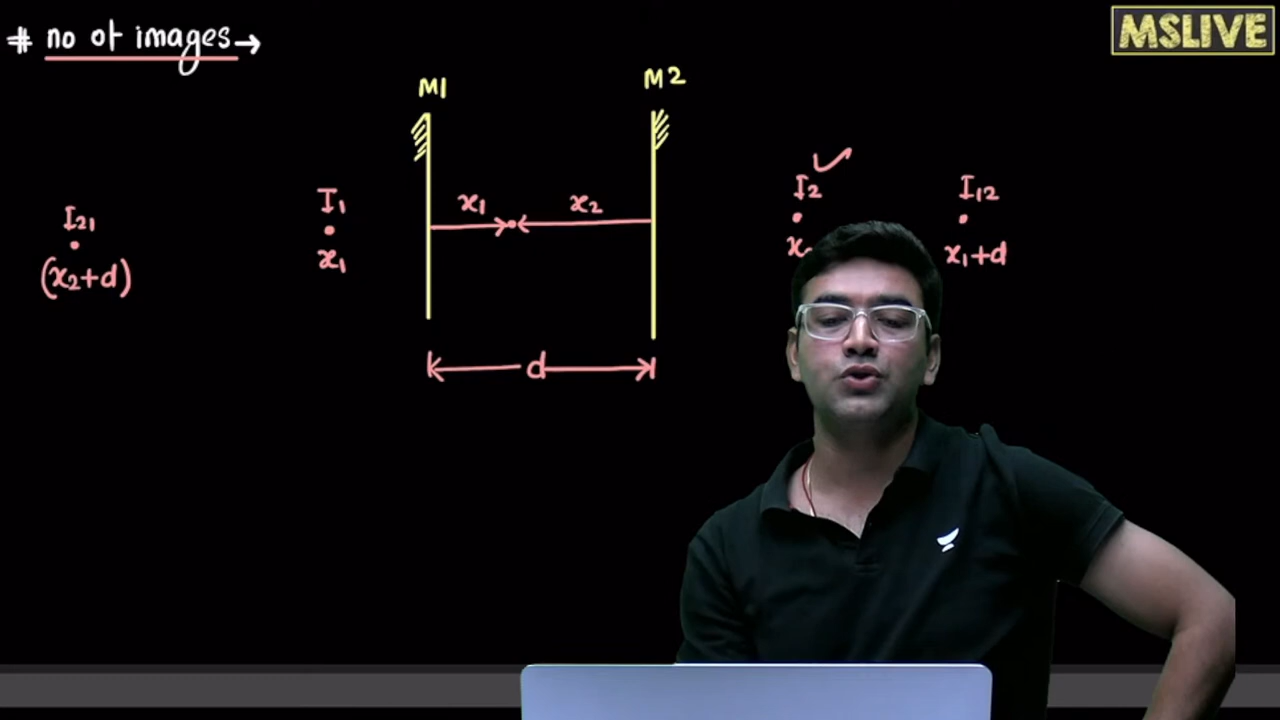 # no of images→
MSLIVE
M1
M2
I21
(x2+d)
I1
x1
x1
x2
I2
I12
x1+d
d